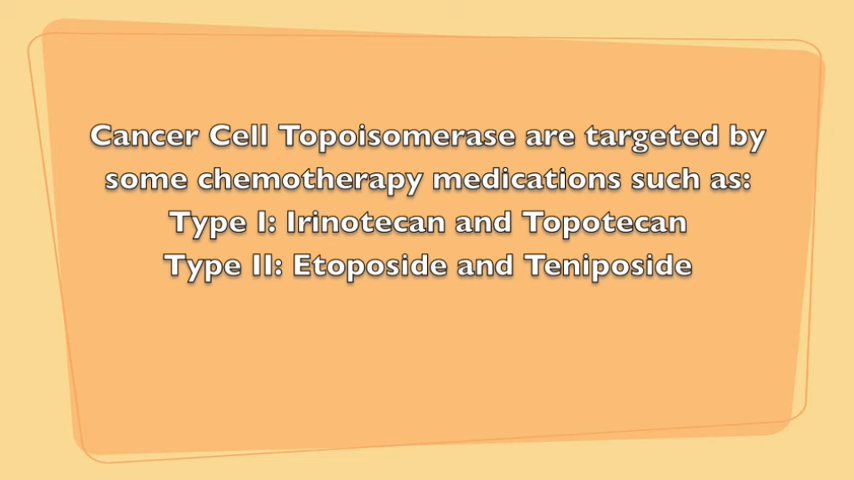 Cancer Cell Topoisomerase are targeted by
some chemotherapy medications such as:
Type I: Irinotecan and Topotecan
Type II: Etoposide and Teniposide